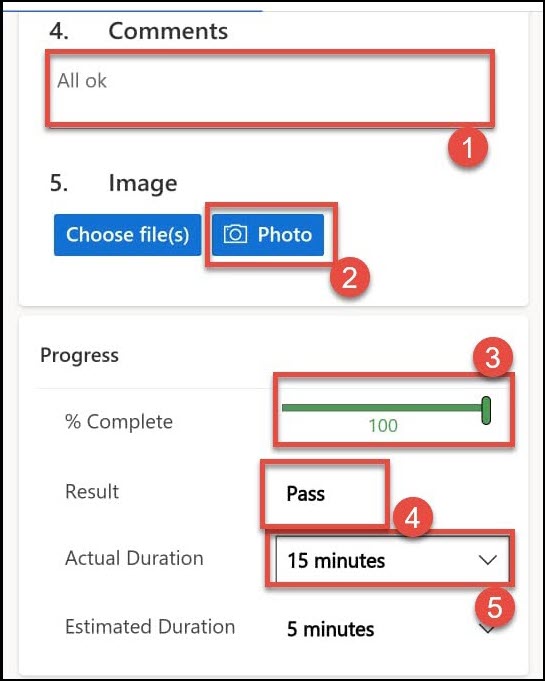 4. Comments
All ok
1
5. Image
Choose file(s) Photo
2
3
Progress
% Complete
100
Result Pass
4
Actual Duration 15 minutes
5
Estimated Duration 5 minutes